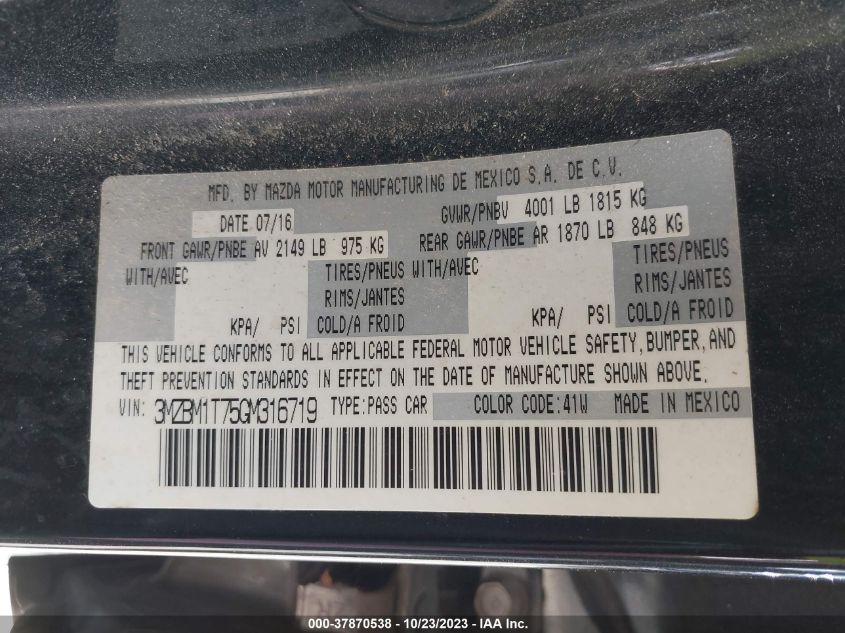 MFD. BY MAZDA MOTOR MANUFACTURING DE MEXICO S.A. DE C.V.
DATE 07/16 GVWR/PNBV 4001 LB 1815 KG
FRONT GAWR/PNBE AV 2149 LB 975 KG REAR GAWR/PNBE AR 1870 LB 848 KG
WITH/AVEC TIRES/PNEUS WITH/AVEC TIRES/PNEUS
RIMS/JANTES RIMS/JANTES
KPA/ PSI COLD/A FROID KPA/ PSI COLD/A FROID
THIS VEHICLE CONFORMS TO ALL APPLICABLE FEDERAL MOTOR VEHICLE SAFETY, BUMPER, AND
THEFT PREVENTION STANDARDS IN EFFECT ON THE DATE OF MANUFACTURE SHOWN ABOVE.
VIN: 3MZBM1T75GM316719 TYPE:PASS CAR COLOR CODE:41W MADE IN MEXICO
000-37870538 - 10/23/2023 - IAA Inc.